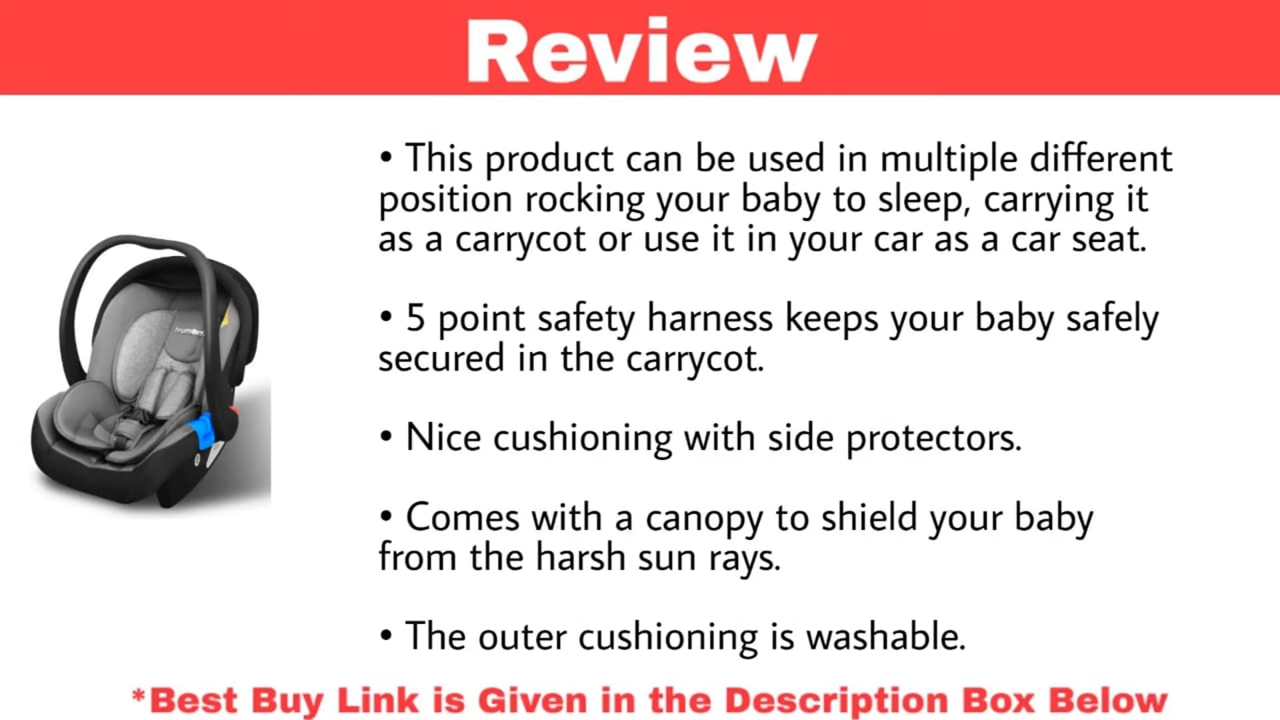 Review
• This product can be used in multiple different
position rocking your baby to sleep, carrying it
as a carrycot or use it in your car as a car seat.
• 5 point safety harness keeps your baby safely
secured in the carrycot.
• Nice cushioning with side protectors.
• Comes with a canopy to shield your baby
from the harsh sun rays.
• The outer cushioning is washable.
*Best Buy Link is Given in the Description Box Below